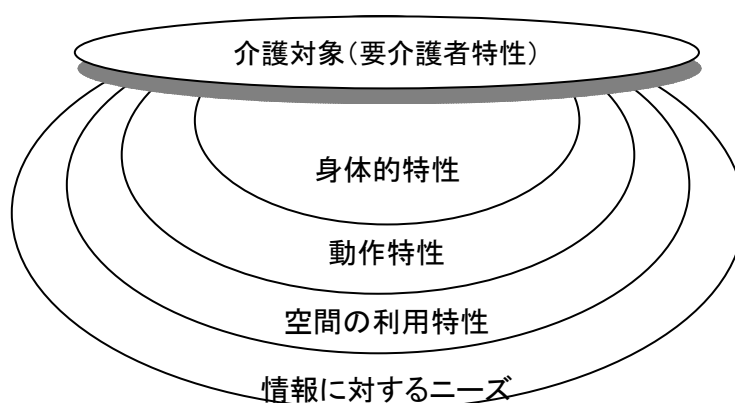 介護対象（要介護者特性）
身体的特性
動作特性
空間の利用特性
情報に対するニーズ